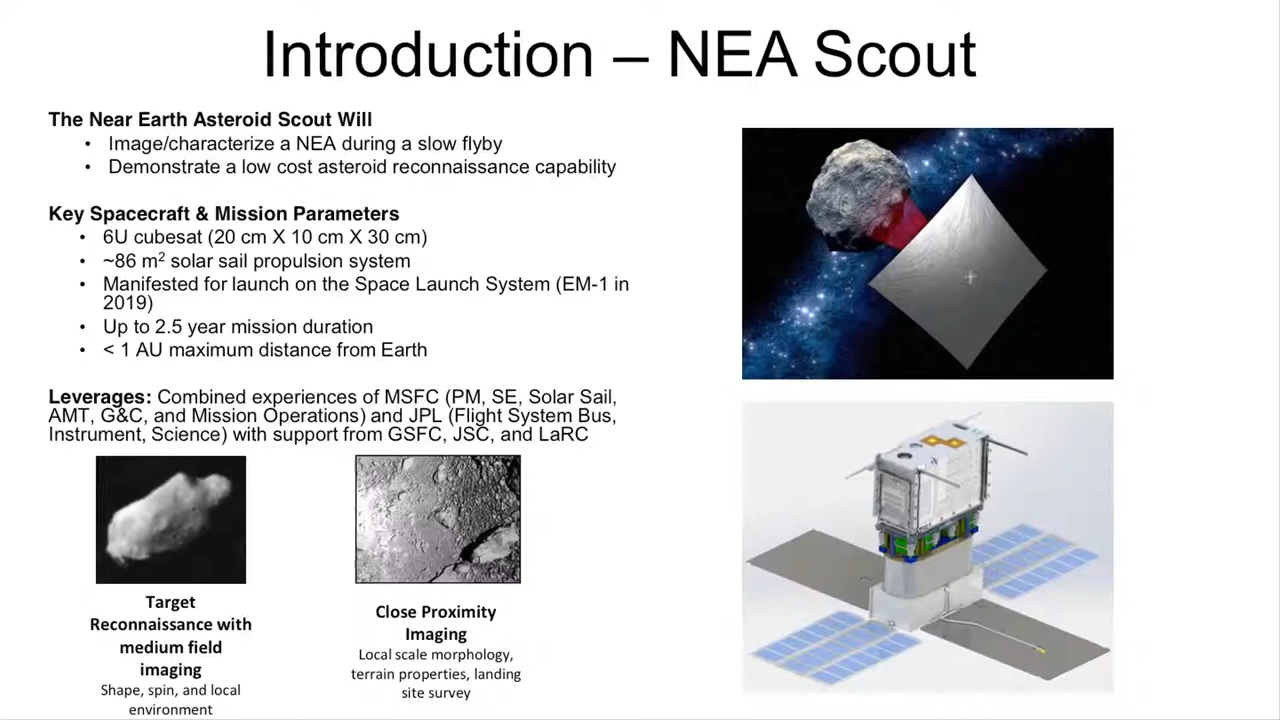 Introduction – NEA Scout
The Near Earth Asteroid Scout Will
• Image/characterize a NEA during a slow flyby
• Demonstrate a low cost asteroid reconnaissance capability
Key Spacecraft & Mission Parameters
• 6U cubesat (20 cm X 10 cm X 30 cm)
• ~86 m² solar sail propulsion system
• Manifested for launch on the Space Launch System (EM-1 in
2019)
• Up to 2.5 year mission duration
• < 1 AU maximum distance from Earth
Leverages: Combined experiences of MSFC (PM, SE, Solar Sail,
AMT, G&C, and Mission Operations) and JPL (Flight System Bus,
Instrument, Science) with support from GSFC, JSC, and LaRC
Target
Reconnaissance with
medium field
imaging
Shape, spin, and local
environment
Close Proximity
Imaging
Local scale morphology,
terrain properties, landing
site survey